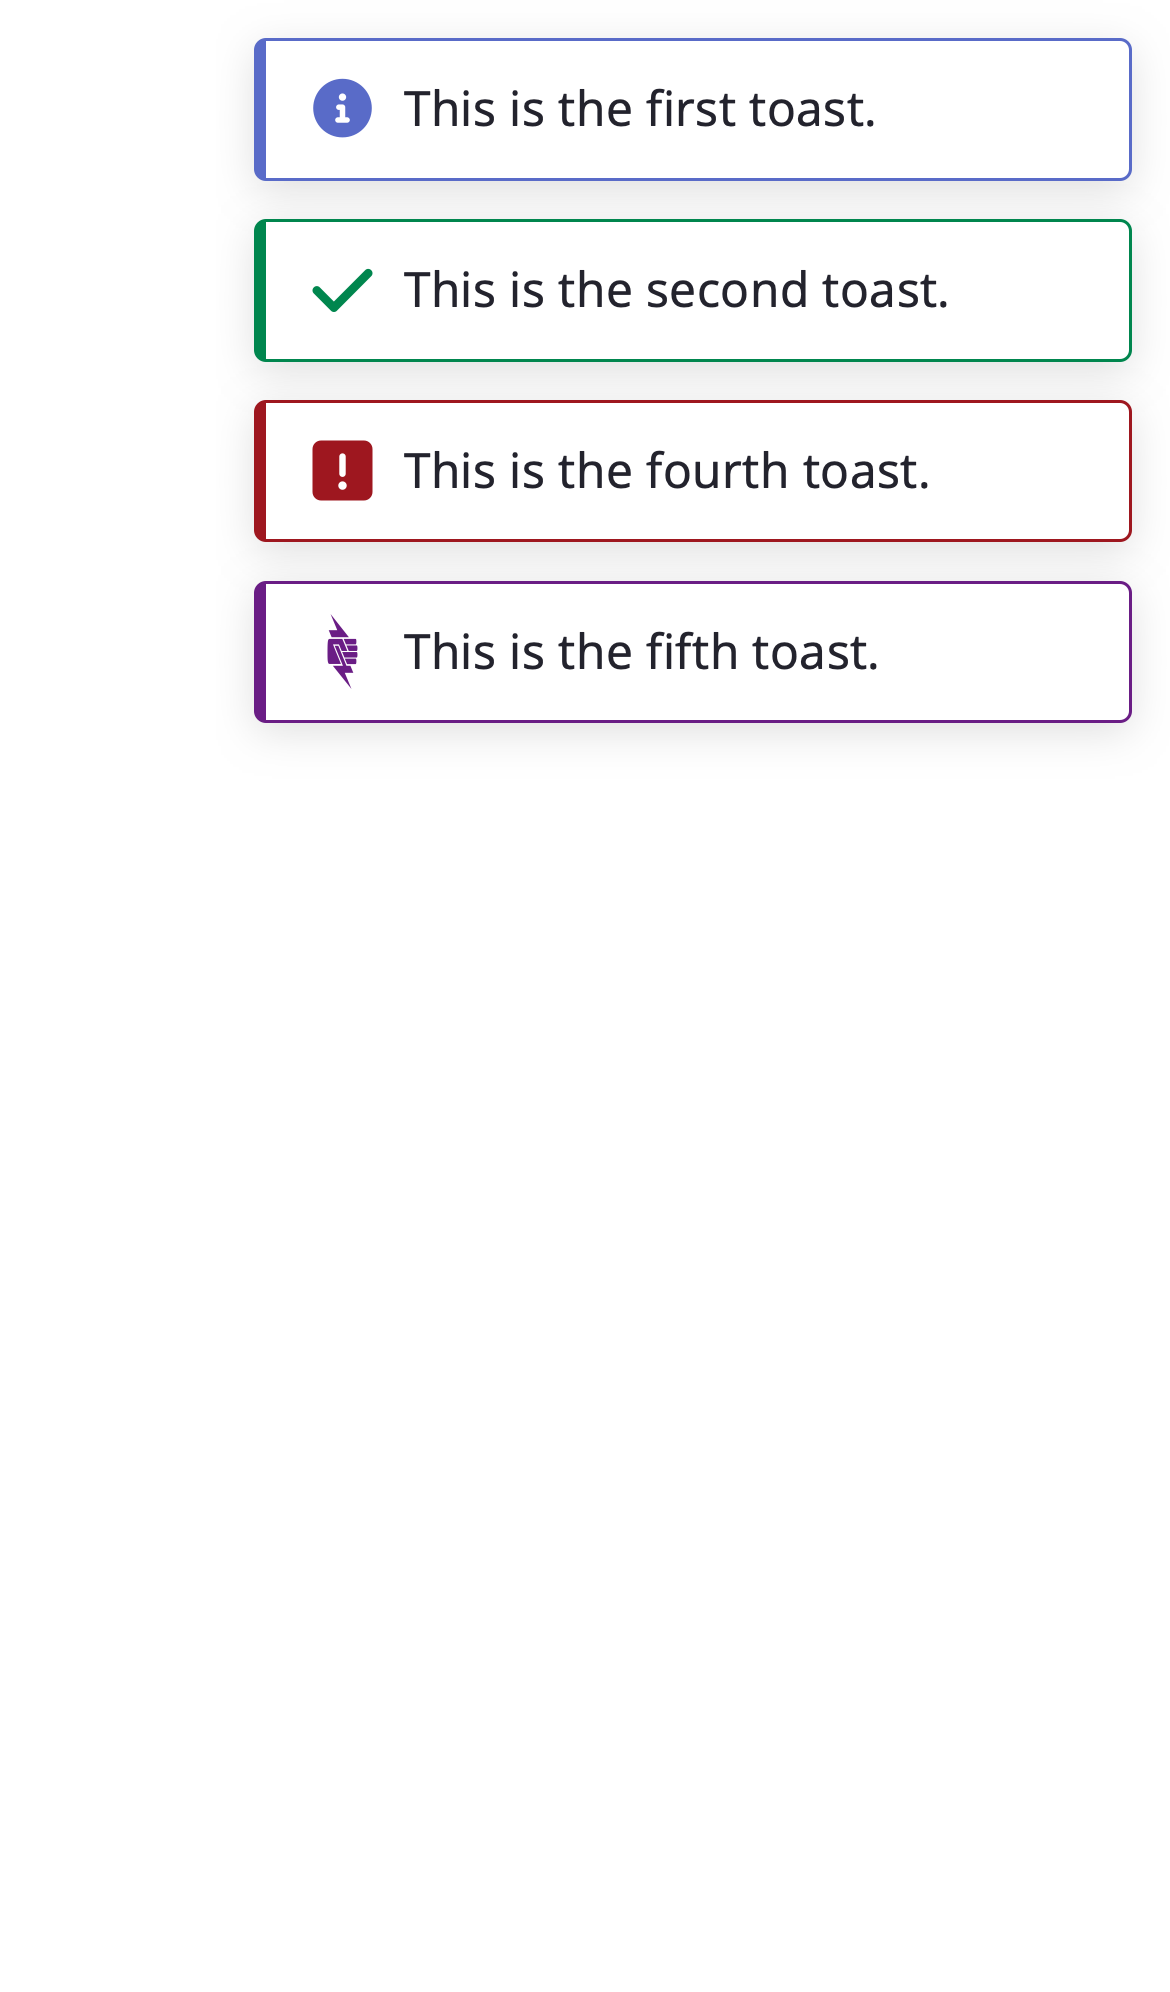 This is the first toast.
This is the second toast.
This is the fourth toast.
This is the fifth toast.